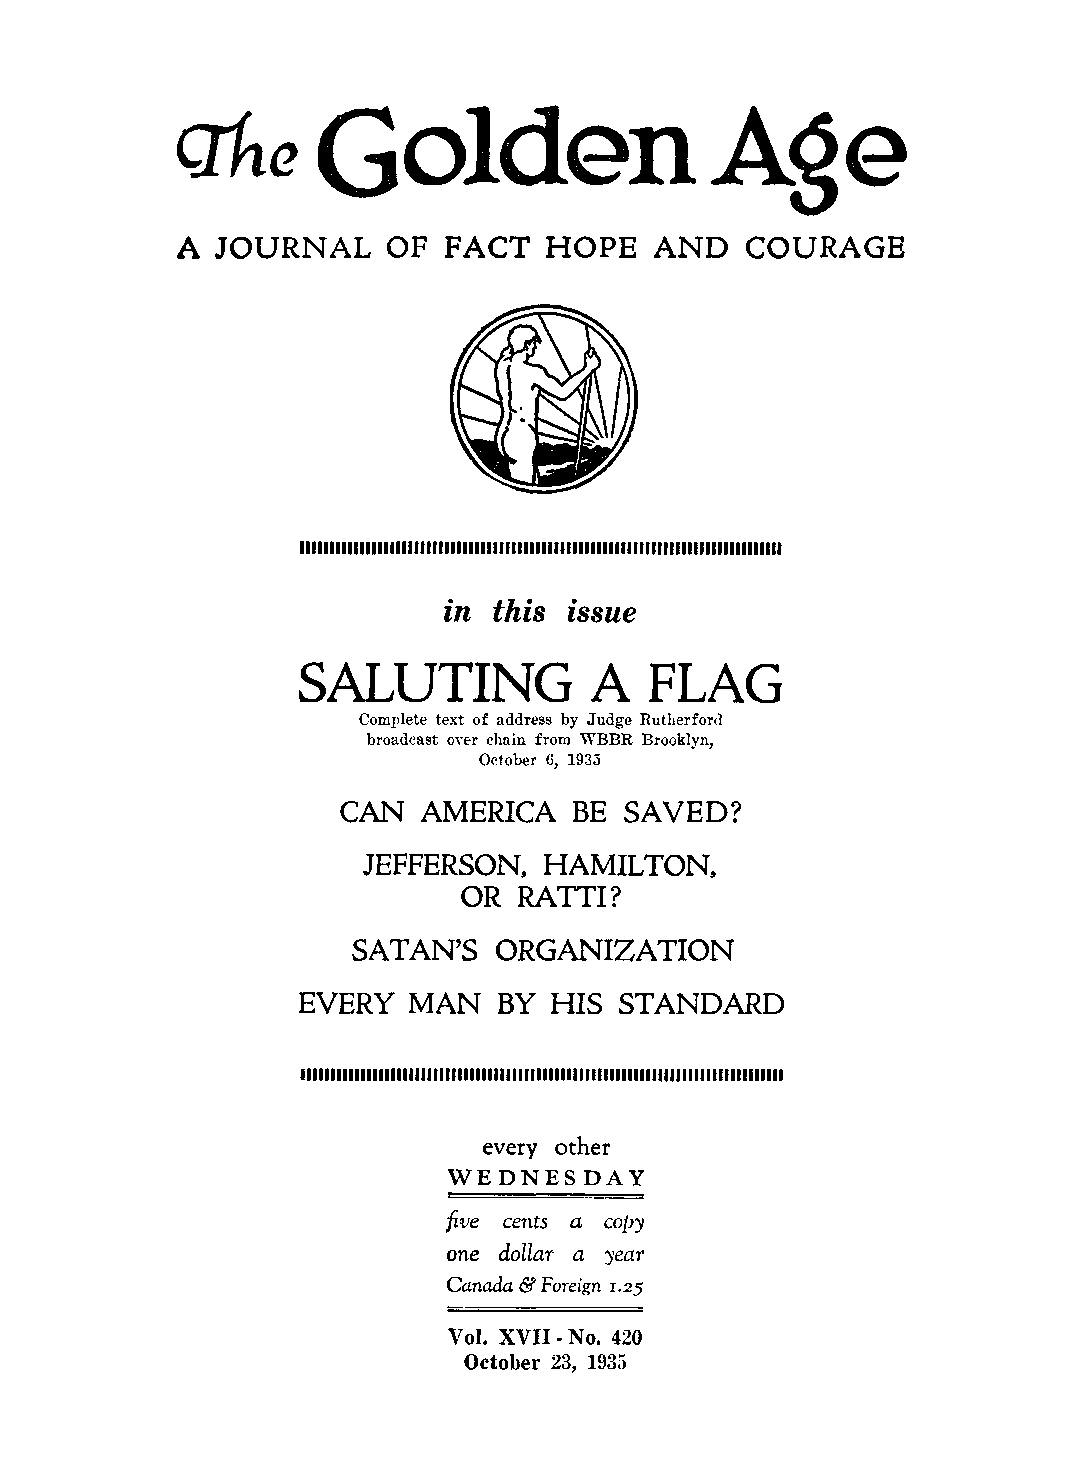 The Golden Age
A JOURNAL OF FACT HOPE AND COURAGE
in this issue
SALUTING A FLAG
Complete text of address by Judge Rutherford
broadcast over chain from WBBR Brooklyn,
October 6, 1935
CAN AMERICA BE SAVED?
JEFFERSON, HAMILTON,
OR RATTI?
SATAN'S ORGANIZATION
EVERY MAN BY HIS STANDARD
every other
WEDNESDAY
five cents a copy
one dollar a year
Canada & Foreign 1.25
Vol. XVII - No. 420
October 23, 1935